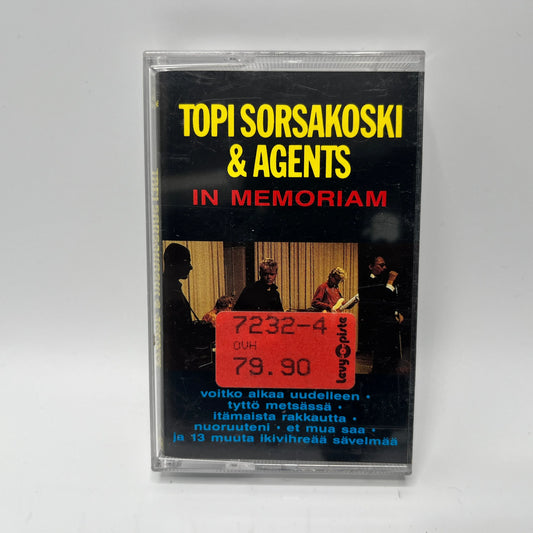 TOPI SORSAKOSKI
& AGENTS
IN MEMORIAM
7232-4
OVH
79.90
levypiste
voitko alkaa uudelleen •
tyttö metsässä •
itämaista rakkautta •
nuoruuteni • et mua saa •
ja 13 muuta ikivihreää sävelmää